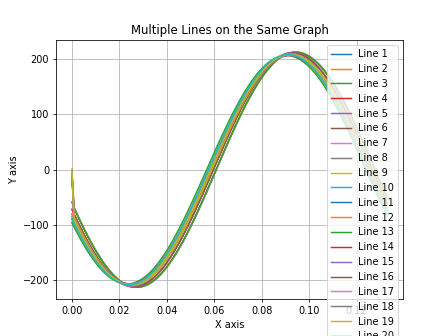 Multiple Lines on the Same Graph
200
100
0
−100
−200
Y axis
0.00
0.02
0.04
0.06
0.08
0.10
X axis
Line 1
Line 2
Line 3
Line 4
Line 5
Line 6
Line 7
Line 8
Line 9
Line 10
Line 11
Line 12
Line 13
Line 14
Line 15
Line 16
Line 17
Line 18
Line 19
Line 20